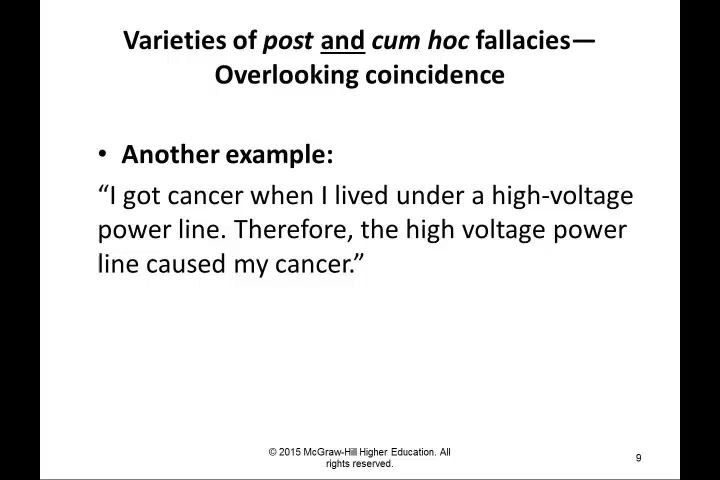 Varieties of post and cum hoc fallacies—
Overlooking coincidence
• Another example:
“I got cancer when I lived under a high-voltage
power line. Therefore, the high voltage power
line caused my cancer.”
© 2015 McGraw-Hill Higher Education. All
rights reserved.
9